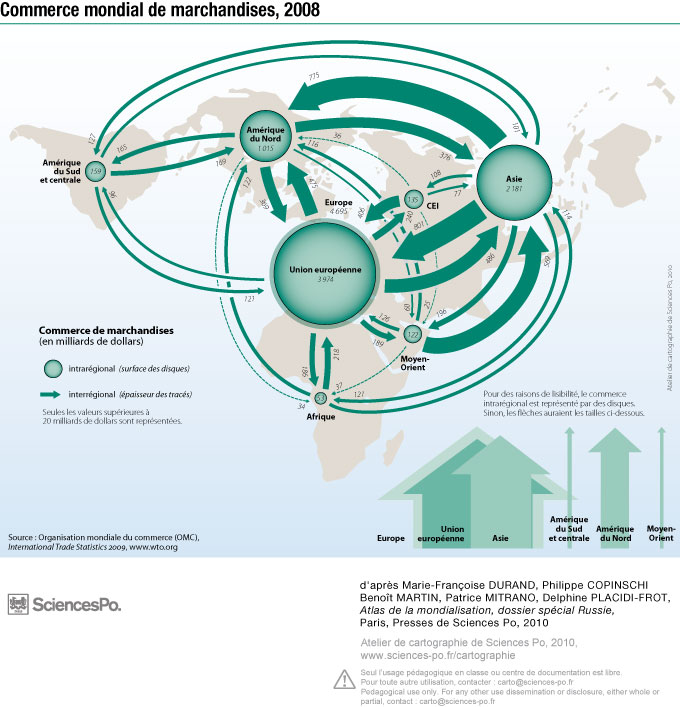 Commerce mondial de marchandises, 2008
775
127
165
169
Amérique
du Nord
1 015
36
116
376
101
Amérique
du Sud
et centrale
159
96
121
122
369
475
Europe
4 695
406
240
135
CEI
108
77
801
Asie
2 181
114
Union européenne
3 974
486
60
25
196
569
126
189
122
Moyen-
Orient
Commerce de marchandises
(en milliards de dollars)
intrarégional (surface des disques)
interrégional (épaisseur des tracés)
Seules les valeurs supérieures à
20 milliards de dollars sont représentées.
218
37
121
34
53
Afrique
Atelier de cartographie de Sciences Po, 2010
Pour des raisons de lisibilité, le commerce
intrarégional est représenté par des disques.
Sinon, les flèches auraient les tailles ci-dessous.
Europe
Union
européenne
Asie
Amérique
du Sud
et centrale
Amérique
du Nord
Moyen-
Orient
Source : Organisation mondiale du commerce (OMC),
International Trade Statistics 2009, www.wto.org
SciencesPo.
d'après Marie-Françoise DURAND, Philippe COPINSCHI
Benoît MARTIN, Patrice MITRANO, Delphine PLACIDI-FROT,
Atlas de la mondialisation, dossier spécial Russie,
Paris, Presses de Sciences Po, 2010
Atelier de cartographie de Sciences Po, 2010,
www.sciences-po.fr/cartographie
Seul l'usage pédagogique en classe ou centre de documentation est libre.
Pour toute autre utilisation, contacter : carto@sciences-po.fr
Pedagogical use only. For any other use dissemination or disclosure, either whole or
partial, contact : carto@sciences-po.fr